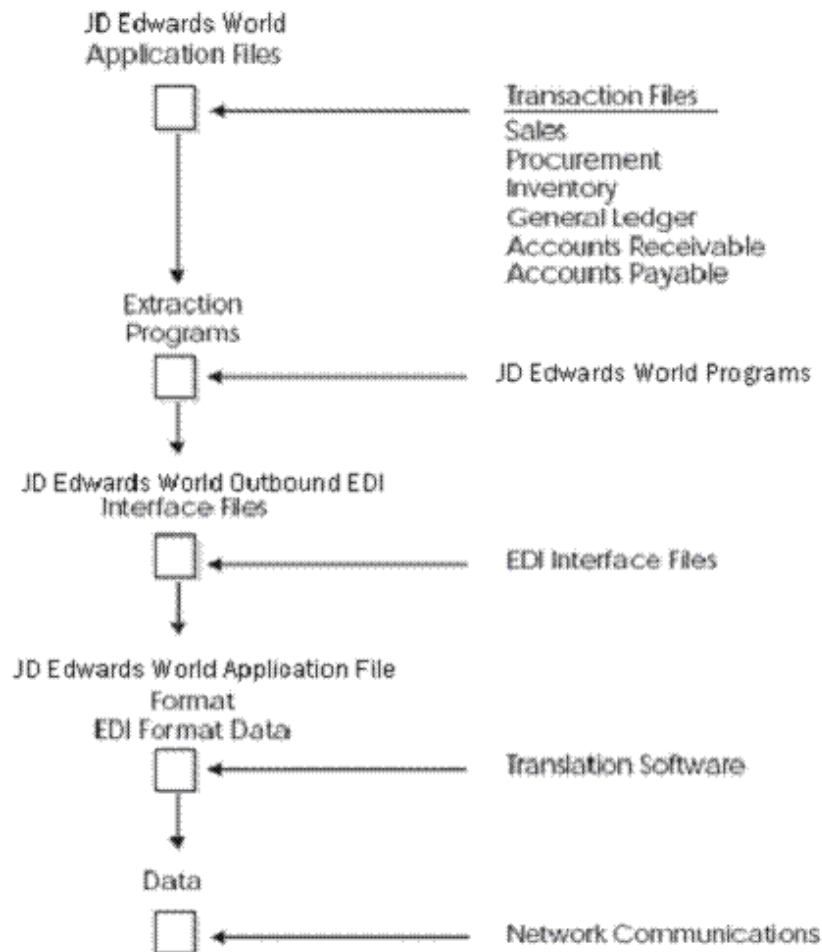 JD Edwards World
Application Files
Transaction Files
Sales
Procurement
Inventory
General Ledger
Accounts Receivable
Accounts Payable
Extraction
Programs
JD Edwards World Programs
JD Edwards World Outbound EDI
Interface Files
EDI Interface Files
JD Edwards World Application File
Format
EDI Format Data
Translation Software
Data
Network Communications